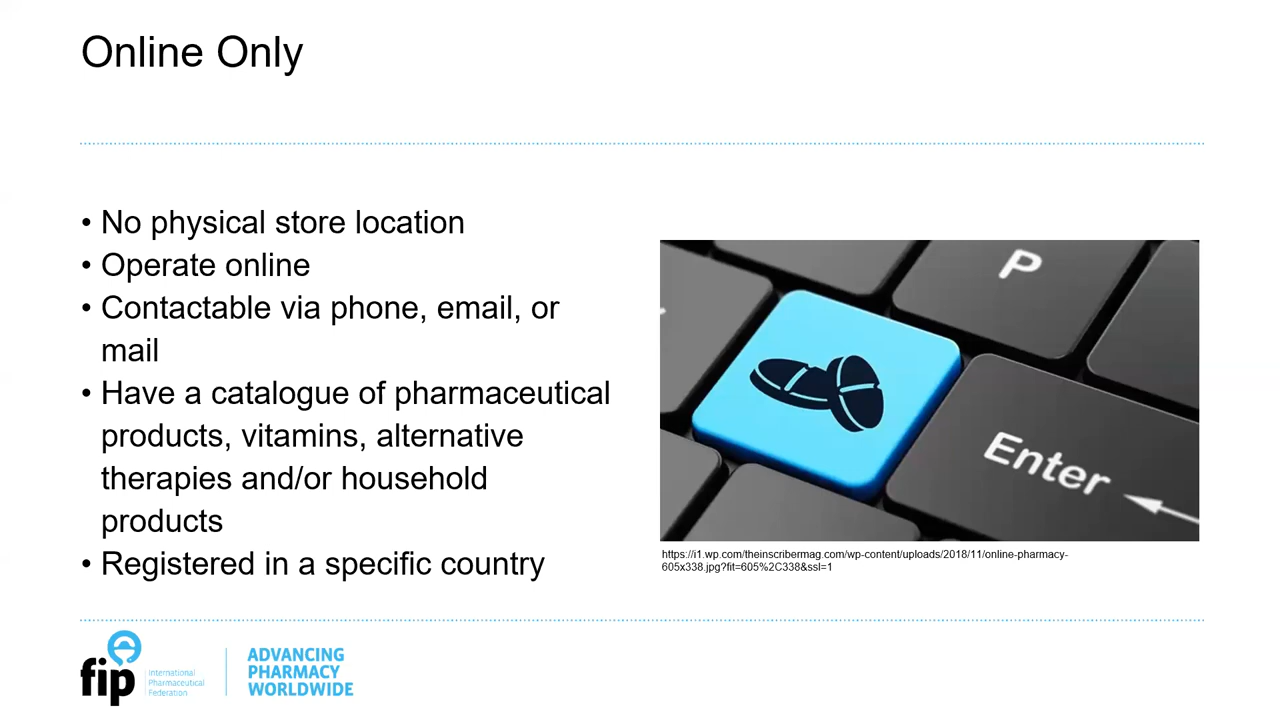 Online Only
• No physical store location
• Operate online
• Contactable via phone, email, or
mail
• Have a catalogue of pharmaceutical
products, vitamins, alternative
therapies and/or household
products
• Registered in a specific country
P
Enter
https://i1.wp.com/theinscribermag.com/wp-content/uploads/2018/11/online-pharmacy-
605x338.jpg?fit=605%2C338&ssl=1
fip
International
Pharmaceutical
Federation
ADVANCING
PHARMACY
WORLDWIDE